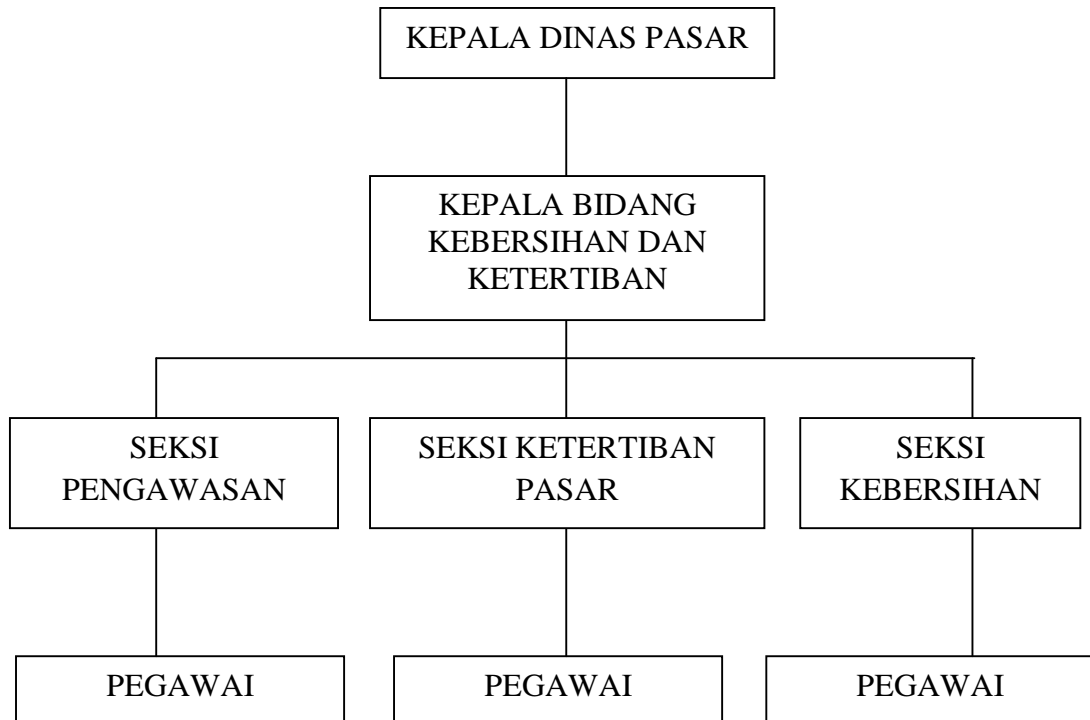 KEPALA DINAS PASAR
KEPALA BIDANG
KEBERSIHAN DAN
KETERTIBAN
SEKSI
PENGAWASAN
SEKSI KETERTIBAN
PASAR
SEKSI
KEBERSIHAN
PEGAWAI
PEGAWAI
PEGAWAI